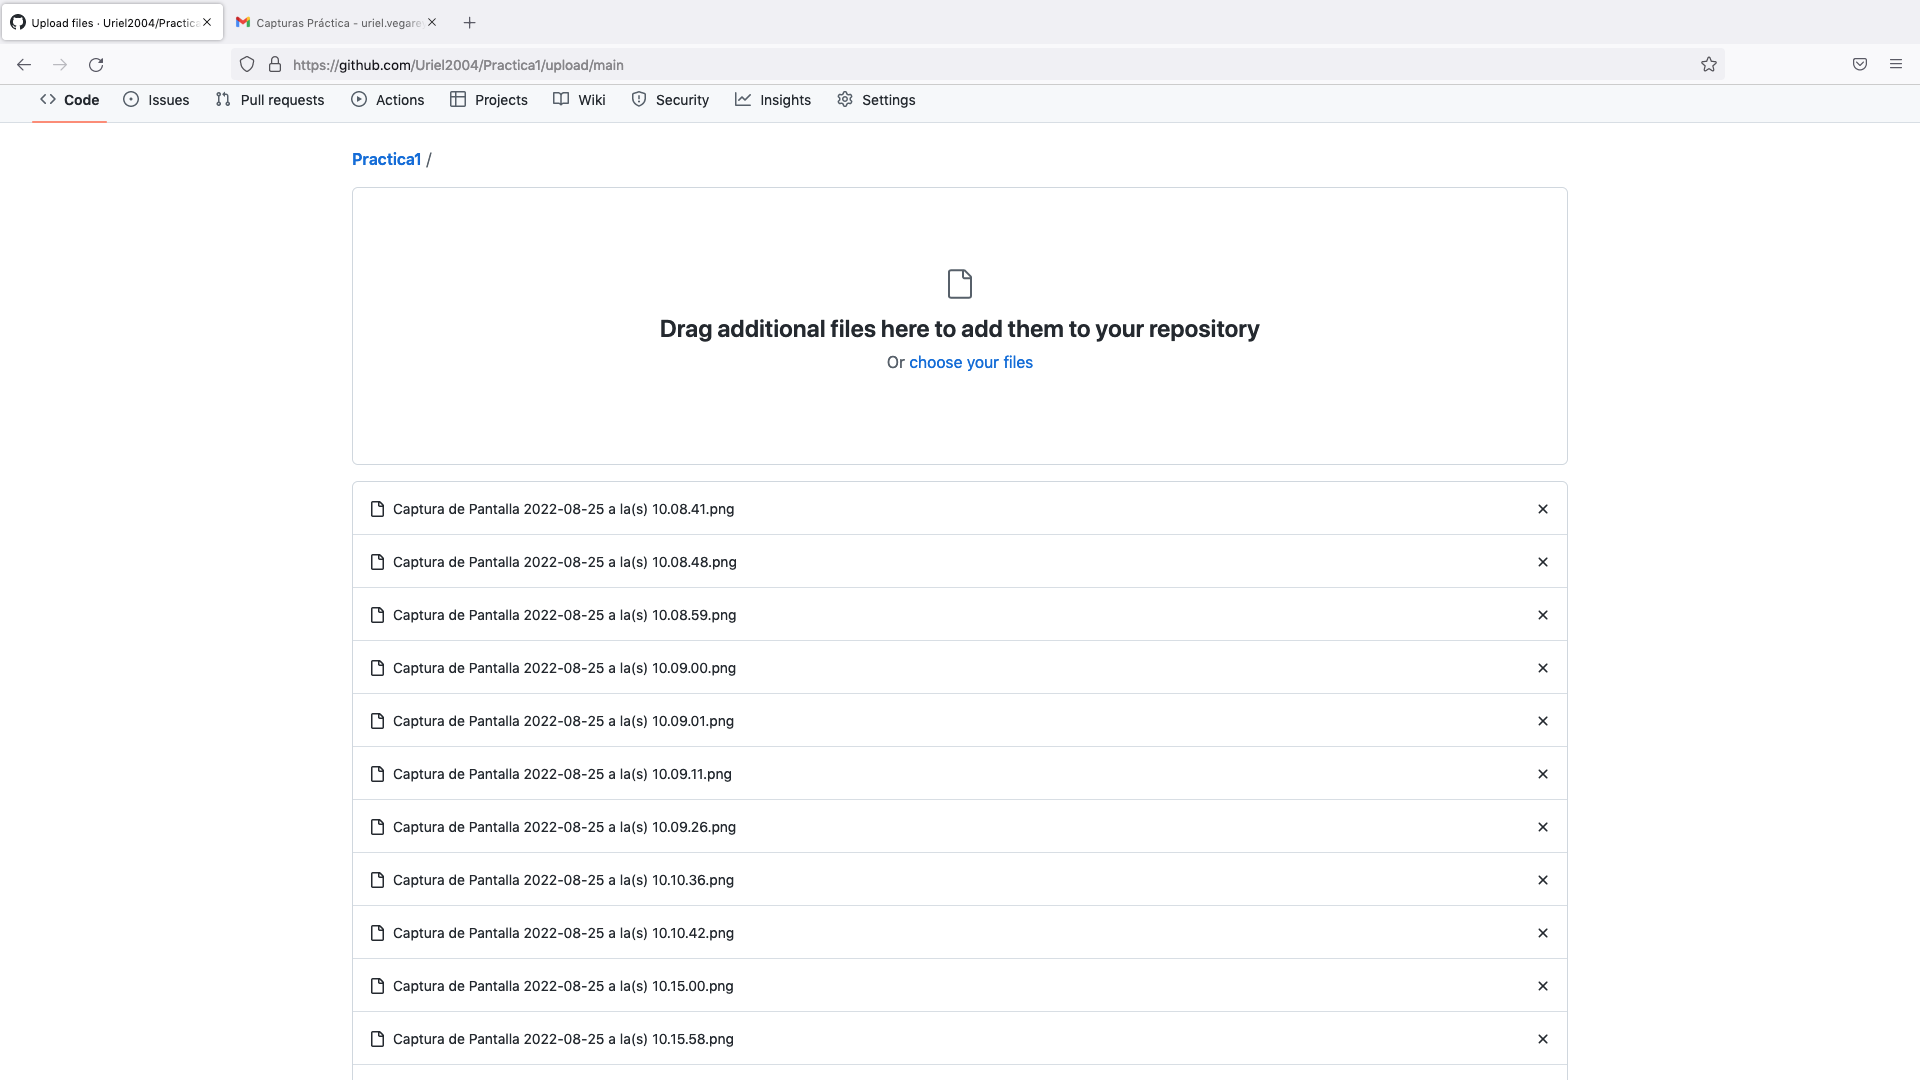 Upload files · Uriel2004/Practica
Capturas Práctica - uriel.vegare
https://github.com/Uriel2004/Practica1/upload/main
Code
Issues
Pull requests
Actions
Projects
Wiki
Security
Insights
Settings
Practica1 /
Drag additional files here to add them to your repository
Or choose your files
Captura de Pantalla 2022-08-25 a la(s) 10.08.41.png
Captura de Pantalla 2022-08-25 a la(s) 10.08.48.png
Captura de Pantalla 2022-08-25 a la(s) 10.08.59.png
Captura de Pantalla 2022-08-25 a la(s) 10.09.00.png
Captura de Pantalla 2022-08-25 a la(s) 10.09.01.png
Captura de Pantalla 2022-08-25 a la(s) 10.09.11.png
Captura de Pantalla 2022-08-25 a la(s) 10.09.26.png
Captura de Pantalla 2022-08-25 a la(s) 10.10.36.png
Captura de Pantalla 2022-08-25 a la(s) 10.10.42.png
Captura de Pantalla 2022-08-25 a la(s) 10.15.00.png
Captura de Pantalla 2022-08-25 a la(s) 10.15.58.png